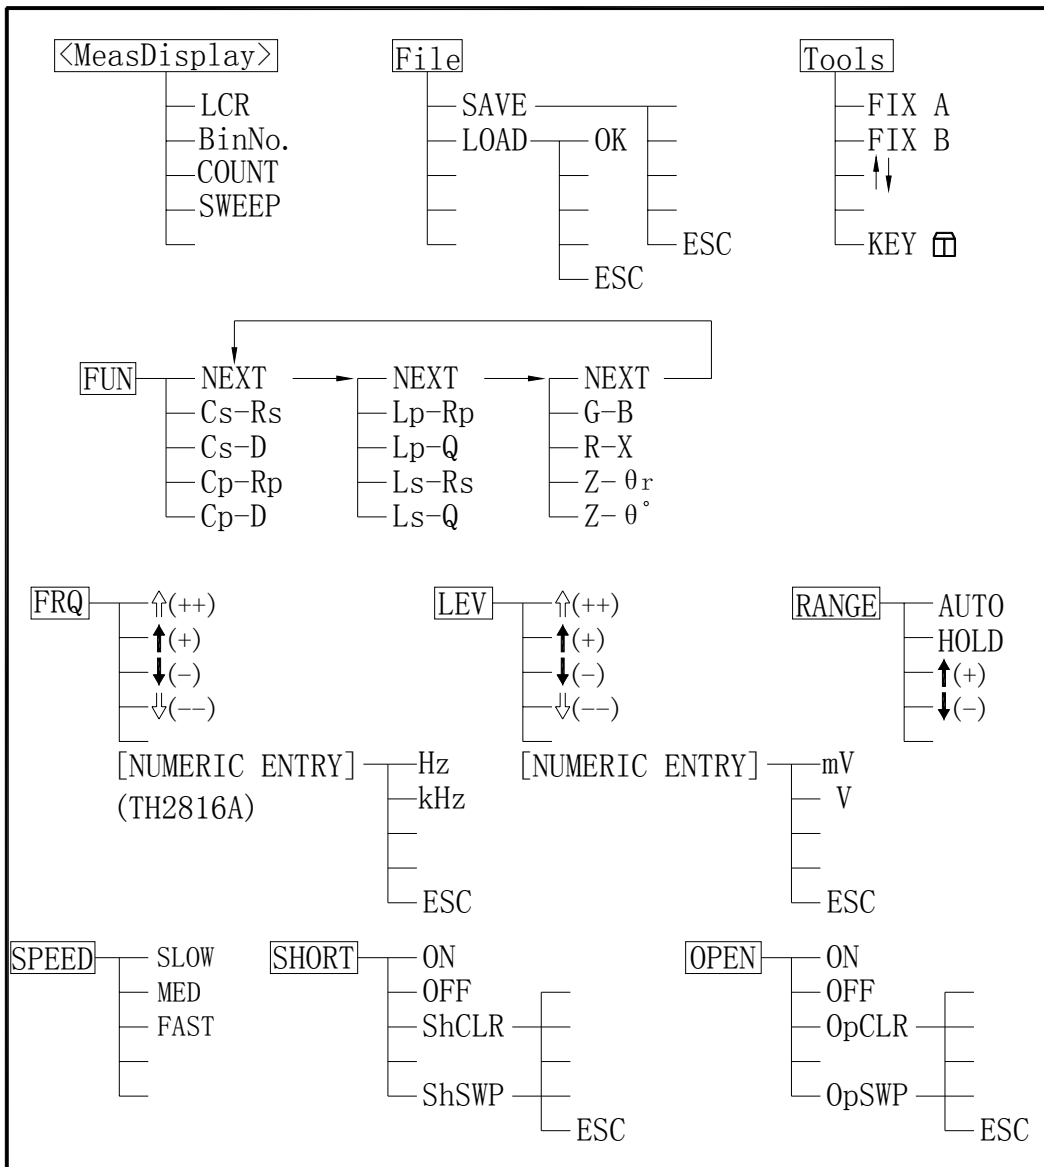 <MeasDisplay> File Tools
LCR SAVE FIX A
BinNo. LOAD OK FIX B
COUNT ↑↓
SWEEP
ESC KEY
ESC
FUN NEXT NEXT NEXT
Cs-Rs Lp-Rp G-B
Cs-D Lp-Q R-X
Cp-Rp Ls-Rs Z-θr
Cp-D Ls-Q Z-θ°
FRQ ⇧(++) LEV ⇧(++) RANGE AUTO
↑(+) ↑(+) HOLD
↓(-) ↓(-) ↑(+)
⇩(--) ⇩(--) ↓(-)
[NUMERIC ENTRY] Hz [NUMERIC ENTRY] mV
(TH2816A) kHz V
ESC ESC
SPEED SLOW SHORT ON OPEN ON
MED OFF OFF
FAST ShCLR OpCLR
ShSWP OpSWP
ESC ESC